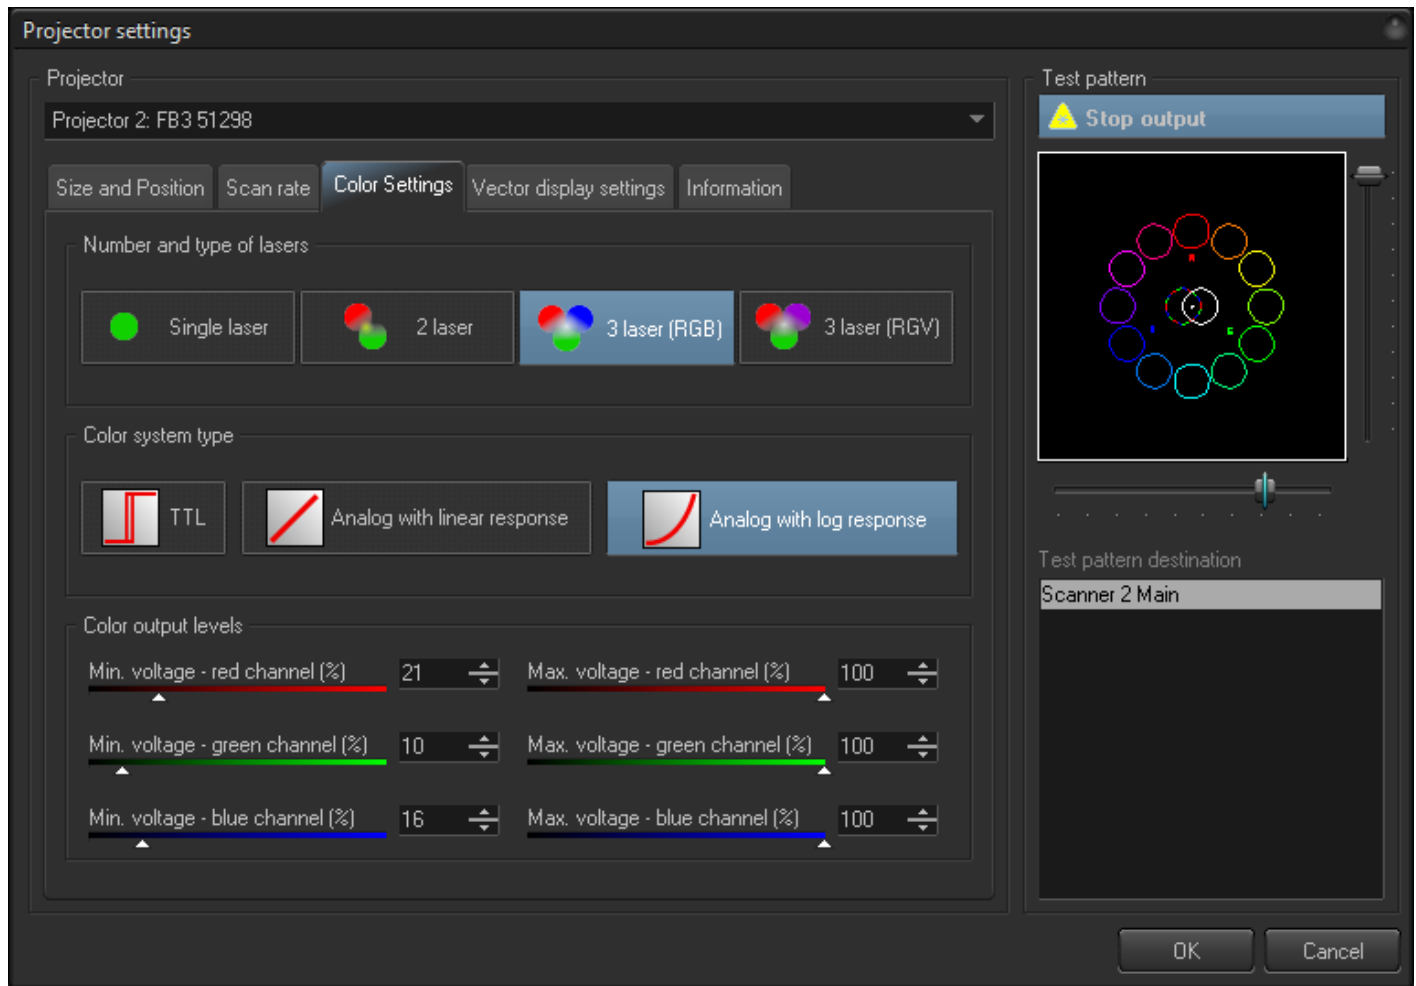 Projector settings
Projector
Projector 2: FB3 51298
Size and Position
Scan rate
Color Settings
Vector display settings
Information
Number and type of lasers
Single laser
2 laser
3 laser (RGB)
3 laser (RGV)
Color system type
TTL
Analog with linear response
Analog with log response
Color output levels
Min. voltage - red channel (%)
21
Max. voltage - red channel (%)
100
Min. voltage - green channel (%)
10
Max. voltage - green channel (%)
100
Min. voltage - blue channel (%)
16
Max. voltage - blue channel (%)
100
Test pattern
Stop output
Test pattern destination
Scanner 2 Main
OK
Cancel